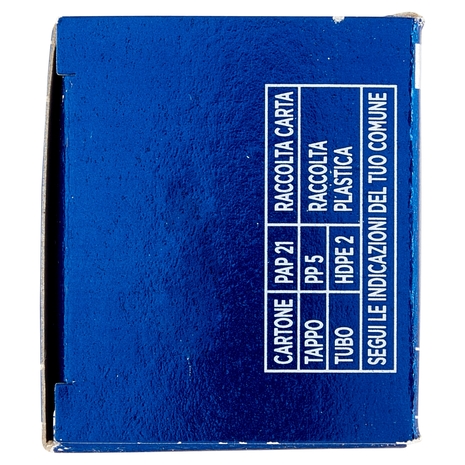 CARTONE PAP 21 RACCOLTA CARTA
TAPPO PP 5 RACCOLTA
TUBO HDPE 2 PLASTICA
SEGUI LE INDICAZIONI DEL TUO COMUNE